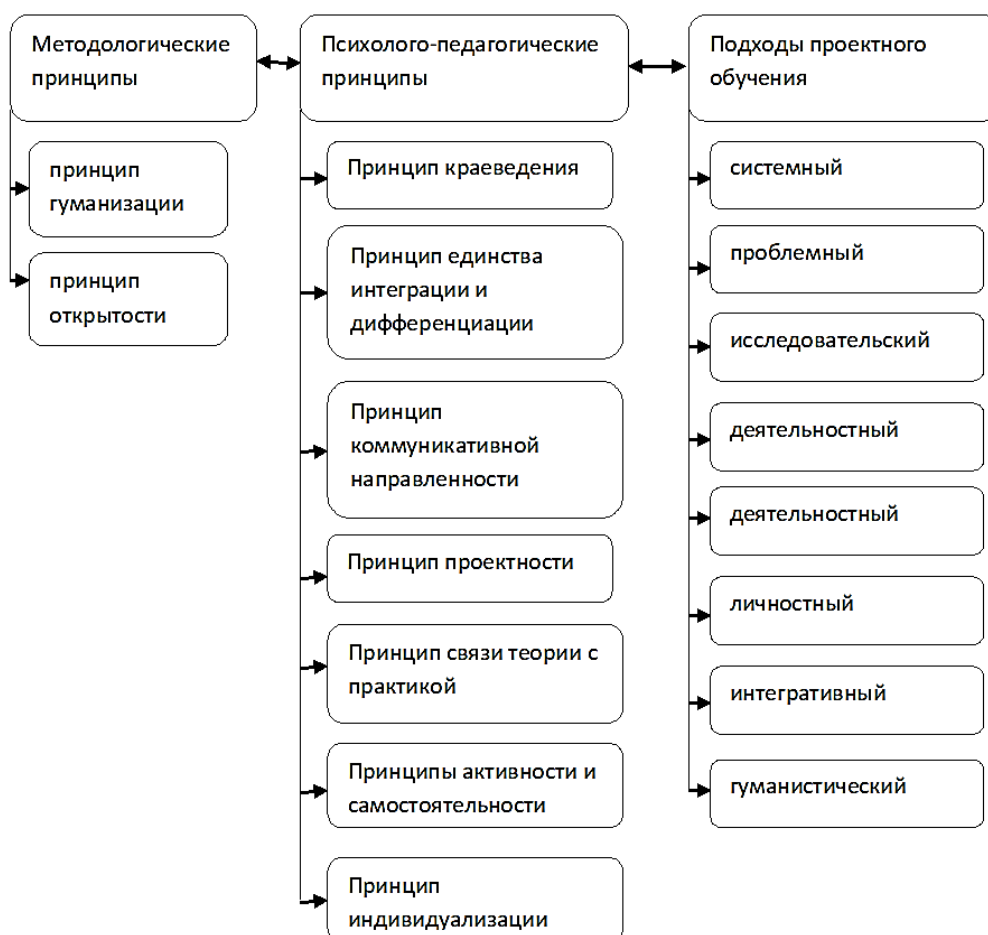 Методологические
принципы
принцип
гуманизации
принцип
открытости
Психолого-педагогические
принципы
Принцип краеведения
Принцип единства
интеграции и
дифференциации
Принцип
коммуникативной
направленности
Принцип проектности
Принцип связи теории с
практикой
Принципы активности и
самостоятельности
Принцип
индивидуализации
Подходы проектного
обучения
системный
проблемный
исследовательский
деятельностный
деятельностный
личностный
интегративный
гуманистический